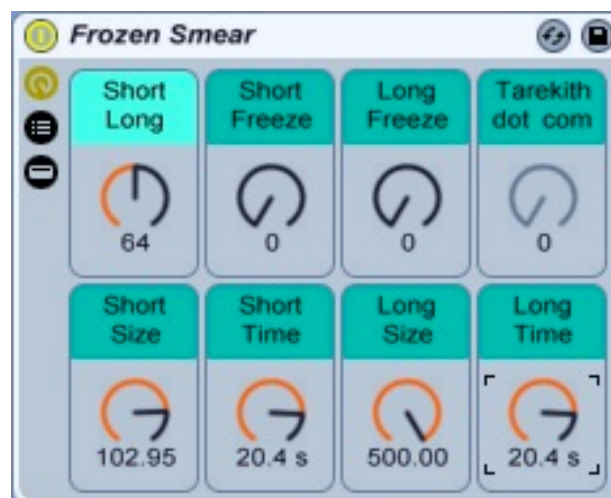 Frozen Smear
Short Long
Short Freeze
Long Freeze
Tarekith dot com
64
0
0
0
Short Size
Short Time
Long Size
Long Time
102.95
20.4 s
500.00
20.4 s